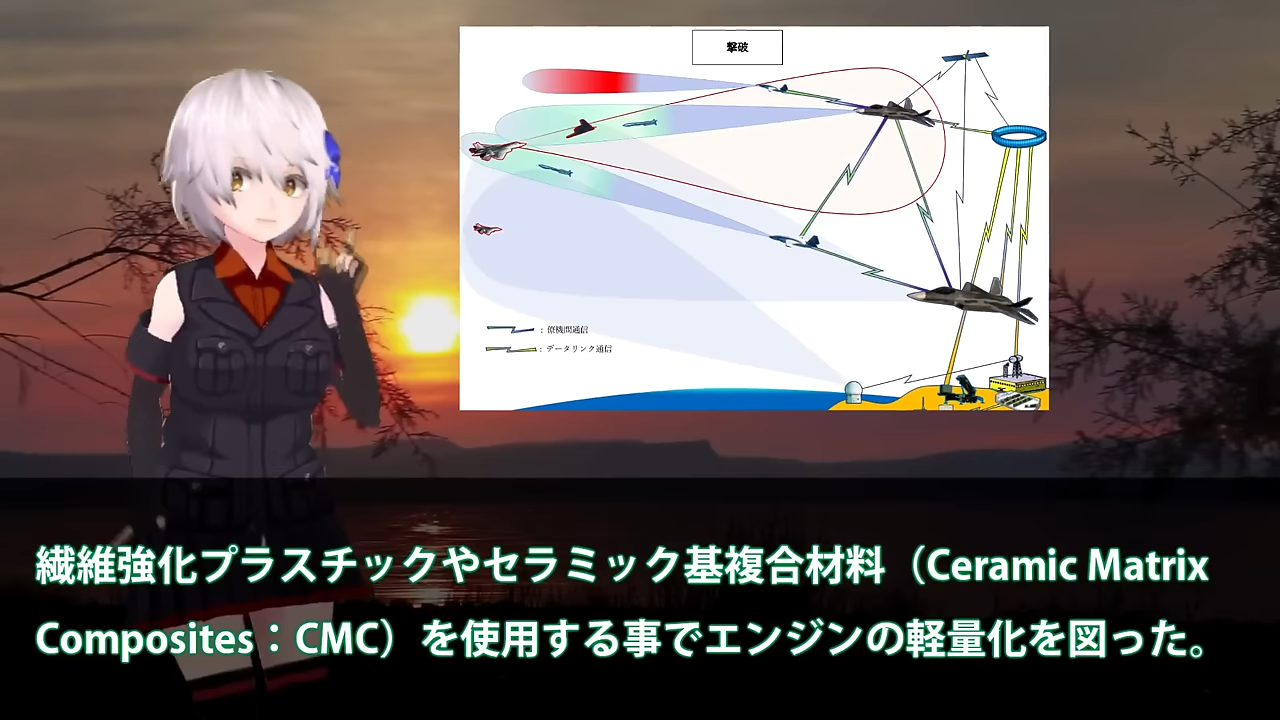 撃破
：僚機間通信
：データリンク通信
繊維強化プラスチックやセラミック基複合材料（Ceramic Matrix
Composites：CMC）を使用する事でエンジンの軽量化を図った。